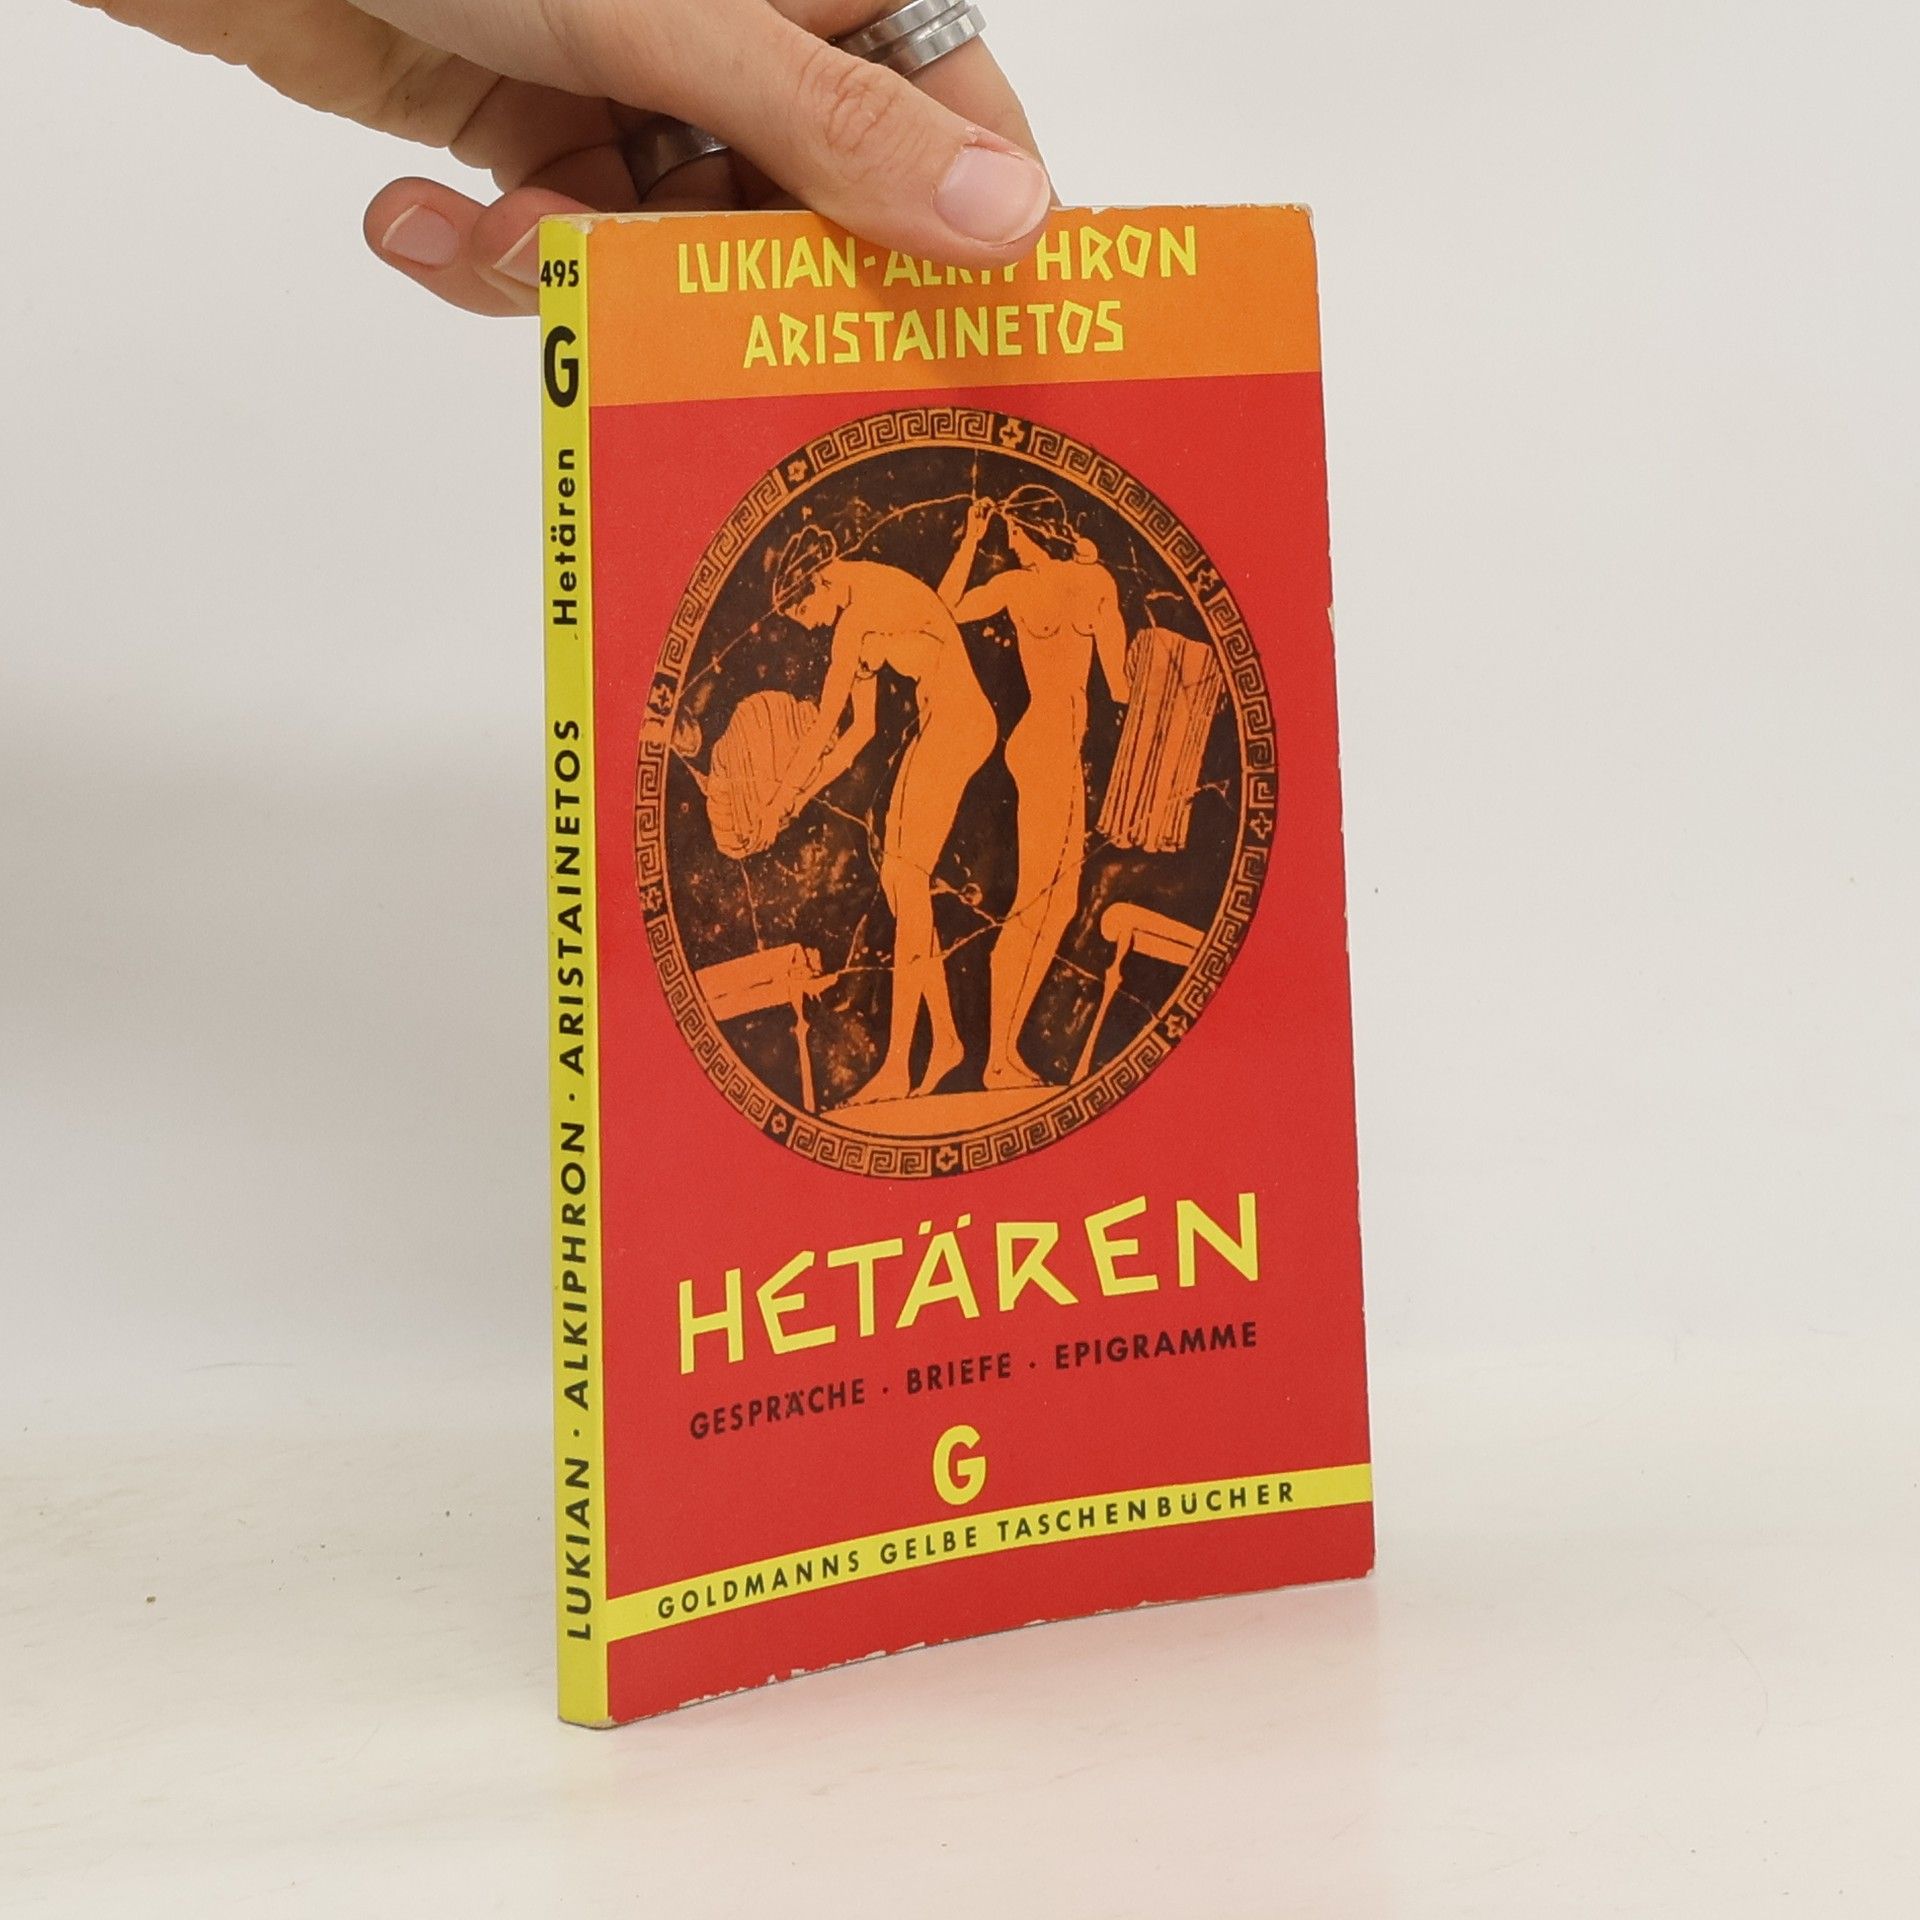 495
G
Hetären
LUKIAN · ALKIPHRON · ARISTAINETOS
LUKIAN-ALKIPHRON
ARISTAINETOS
HETÄREN
GESPRÄCHE · BRIEFE · EPIGRAMME
G
GOLDMANNS GELBE TASCHENBÜCHER